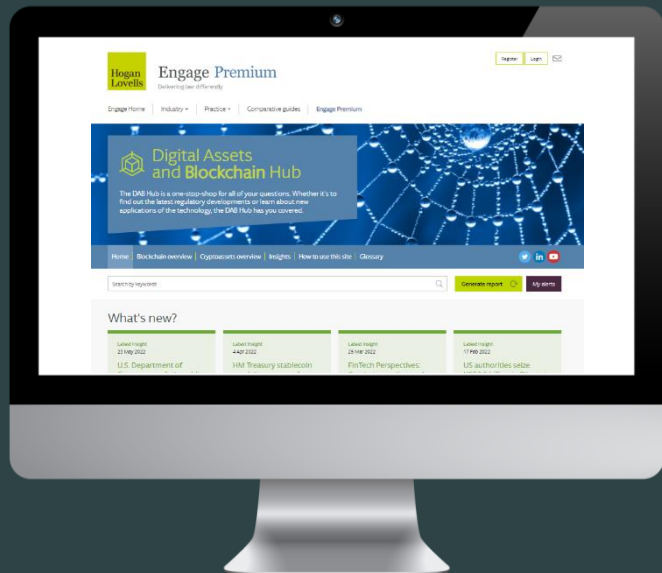 Hogan
Lovells
Engage Premium
Delivering law differently
Register
Login
Engage Home
Industry
Practice
Comparative guides
Engage Premium
Digital Assets
and Blockchain Hub
The DAB Hub is a one-stop-shop for all of your questions. Whether it's to
find out the latest regulatory developments or learn about new
applications of the technology, the DAB Hub has you covered.
Home
Blockchain overview
Cryptoassets overview
Insights
How to use this site
Glossary
in
Search by keyword
Generate report
My alerts
What's new?
Latest Insight
23 May 2022
U.S. Department of
Latest Insight
4 Apr 2022
HM Treasury stablecoin
Latest Insight
FinTech Perspectives:
Latest Insight
17 Feb 2022
US authorities seize